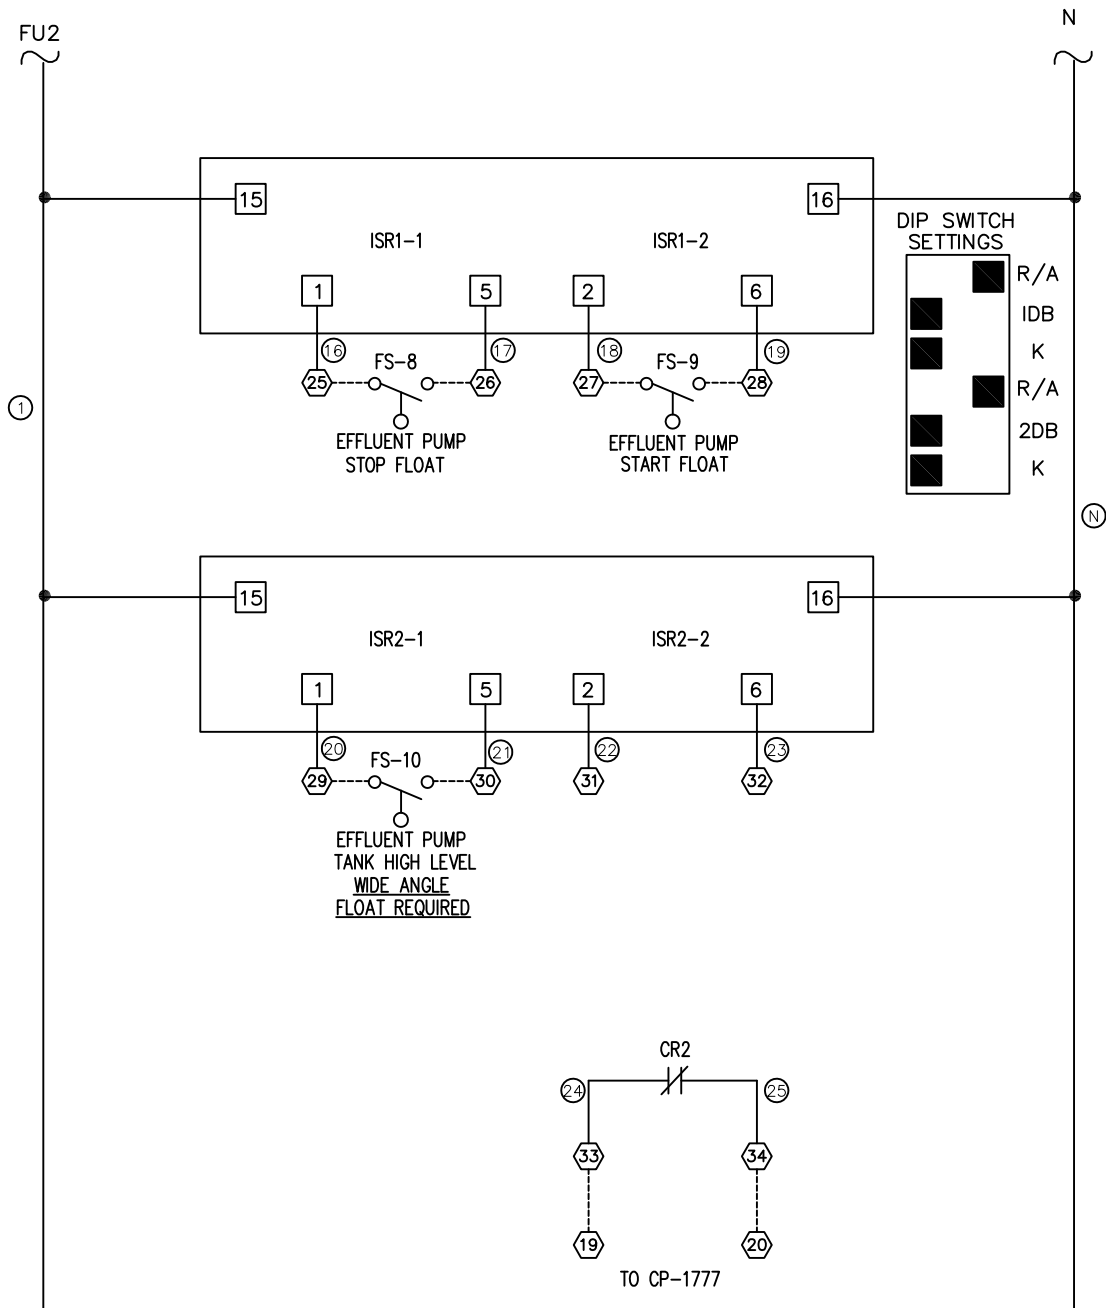 FU2
N
15
16
ISR1-1
ISR1-2
1
5
2
6
DIP SWITCH
SETTINGS
R/A
1DB
K
R/A
2DB
K
16
17
18
19
FS-8
FS-9
25
26
27
28
EFFLUENT PUMP
STOP FLOAT
EFFLUENT PUMP
START FLOAT
1
N
15
16
ISR2-1
ISR2-2
1
5
2
6
20
21
22
23
FS-10
29
30
31
32
EFFLUENT PUMP
TANK HIGH LEVEL
WIDE ANGLE
FLOAT REQUIRED
CR2
24
25
33
34
19
20
TO CP-1777